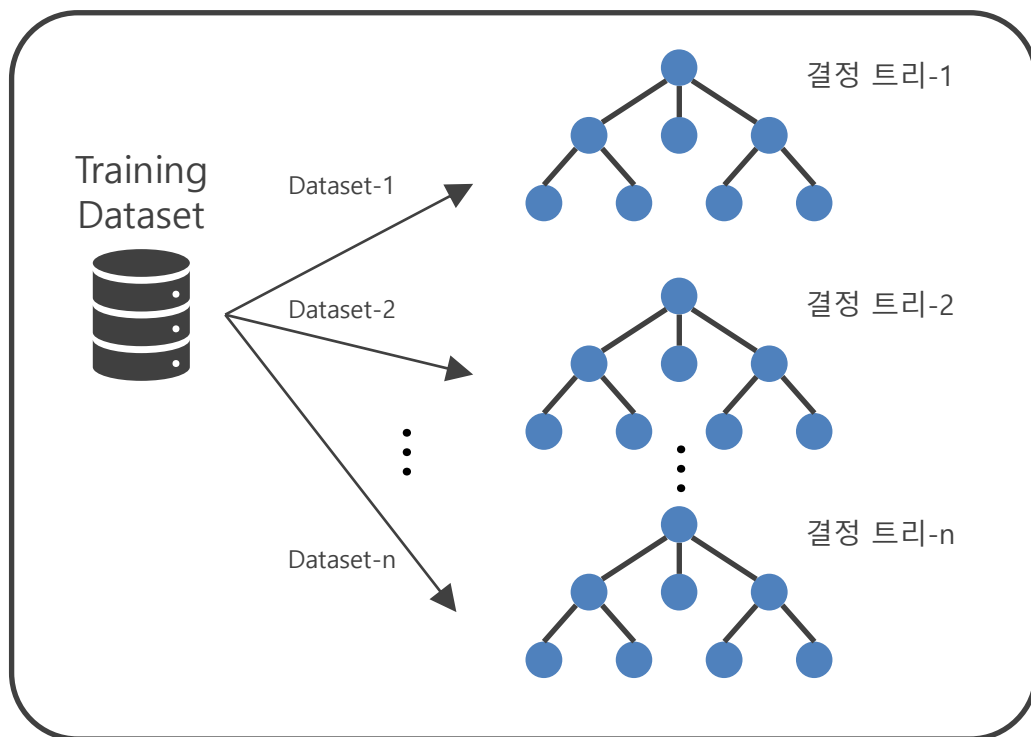 Training
Dataset
Dataset-1
결정 트리-1
Dataset-2
결정 트리-2
Dataset-n
결정 트리-n